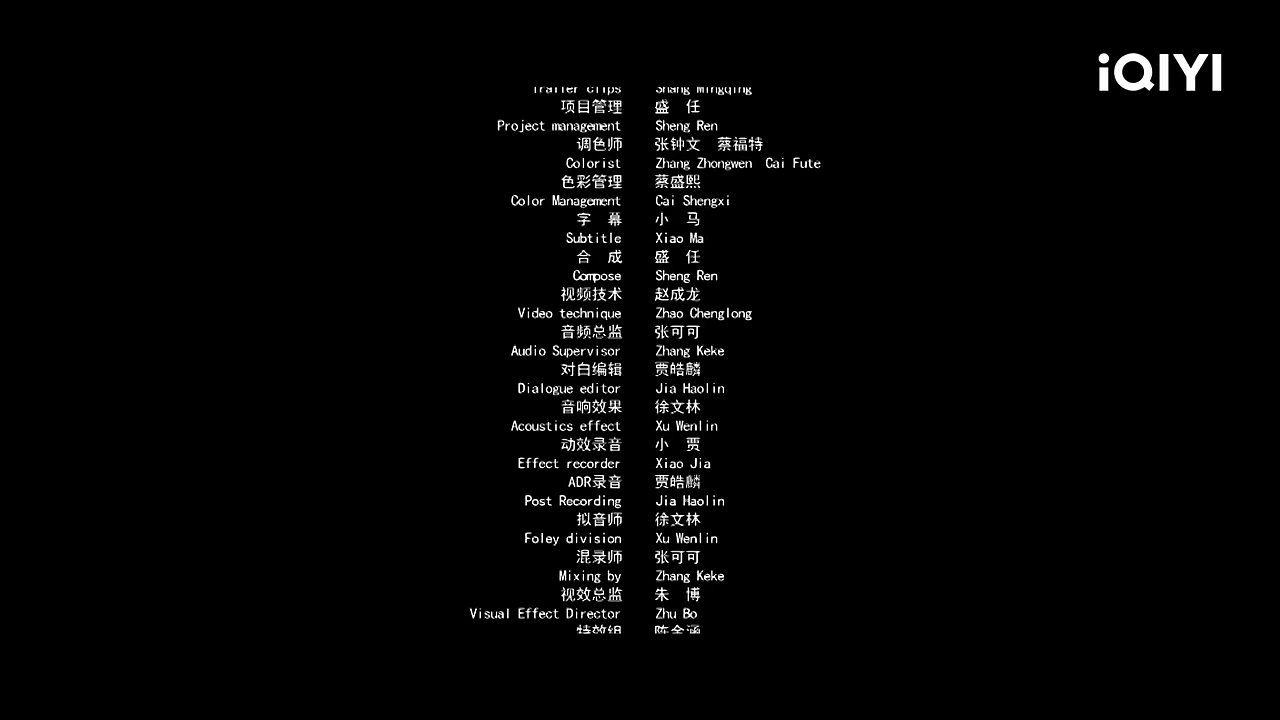 iQIYI
Trailer clips Shang Mingqing
项目管理 盛 任
Project management Sheng Ren
调色师 张钟文 蔡福特
Colorist Zhang Zhongwen Cai Fute
色彩管理 蔡盛熙
Color Management Cai Shengxi
字 幕 小 马
Subtitle Xiao Ma
合 成 盛 任
Compose Sheng Ren
视频技术 赵成龙
Video technique Zhao Chenglong
音频总监 张可可
Audio Supervisor Zhang Keke
对白编辑 贾皓麟
Dialogue editor Jia Haolin
音响效果 徐文林
Acoustics effect Xu Wenlin
动效录音 小 贾
Effect recorder Xiao Jia
ADR录音 贾皓麟
Post Recording Jia Haolin
拟音师 徐文林
Foley division Xu Wenlin
混录师 张可可
Mixing by Zhang Keke
视效总监 朱 博
Visual Effect Director Zhu Bo
特效组